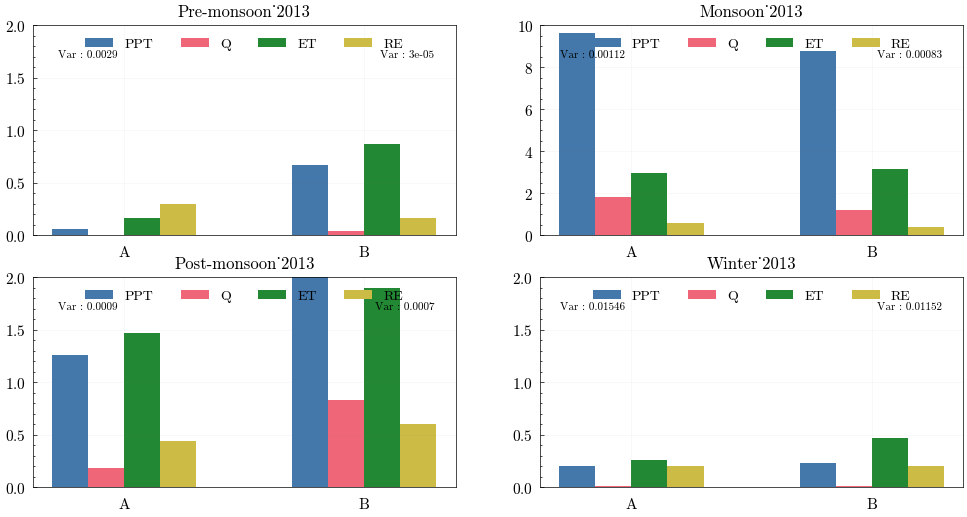 Pre-monsoon˙2013
2.0
1.5
1.0
0.5
0.0
PPT Q ET RE
Var : 0.0029 Var : 3e-05
A B
Monsoon˙2013
10
8
6
4
2
0
PPT Q ET RE
Var : 0.00112 Var : 0.00083
A B
Post-monsoon˙2013
2.0
1.5
1.0
0.5
0.0
PPT Q ET RE
Var : 0.0009 Var : 0.0007
A B
Winter˙2013
2.0
1.5
1.0
0.5
0.0
PPT Q ET RE
Var : 0.01546 Var : 0.01152
A B